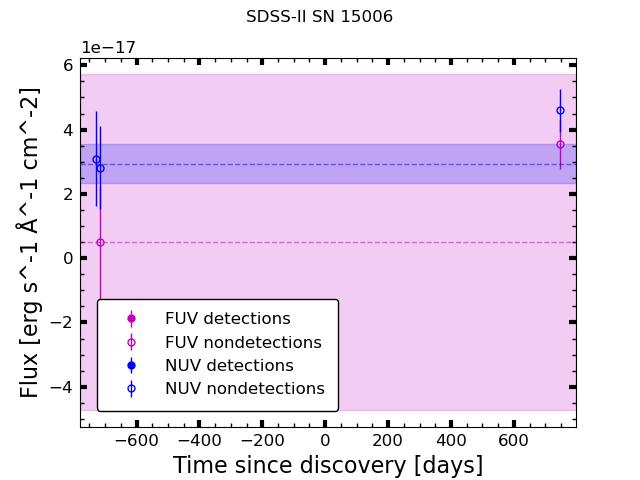 SDSS-II SN 15006
1e−17
6
4
2
0
−2
−4
Flux [erg s^-1 Å^-1 cm^-2]
FUV detections
FUV nondetections
NUV detections
NUV nondetections
−600 −400 −200 0 200 400 600
Time since discovery [days]